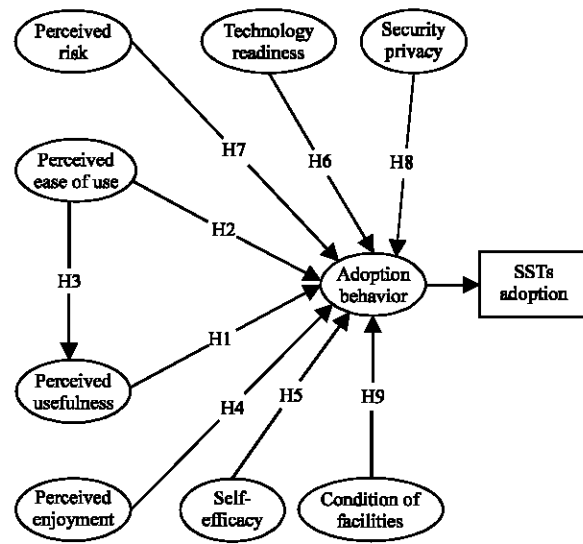 Perceived
risk
Technology
readiness
Security
privacy
H7
H6
H8
Perceived
ease of use
H2
H3
Adoption
behavior
SSTs
adoption
H1
Perceived
usefulness
H4
H5
H9
Perceived
enjoyment
Self-
efficacy
Condition of
facilities